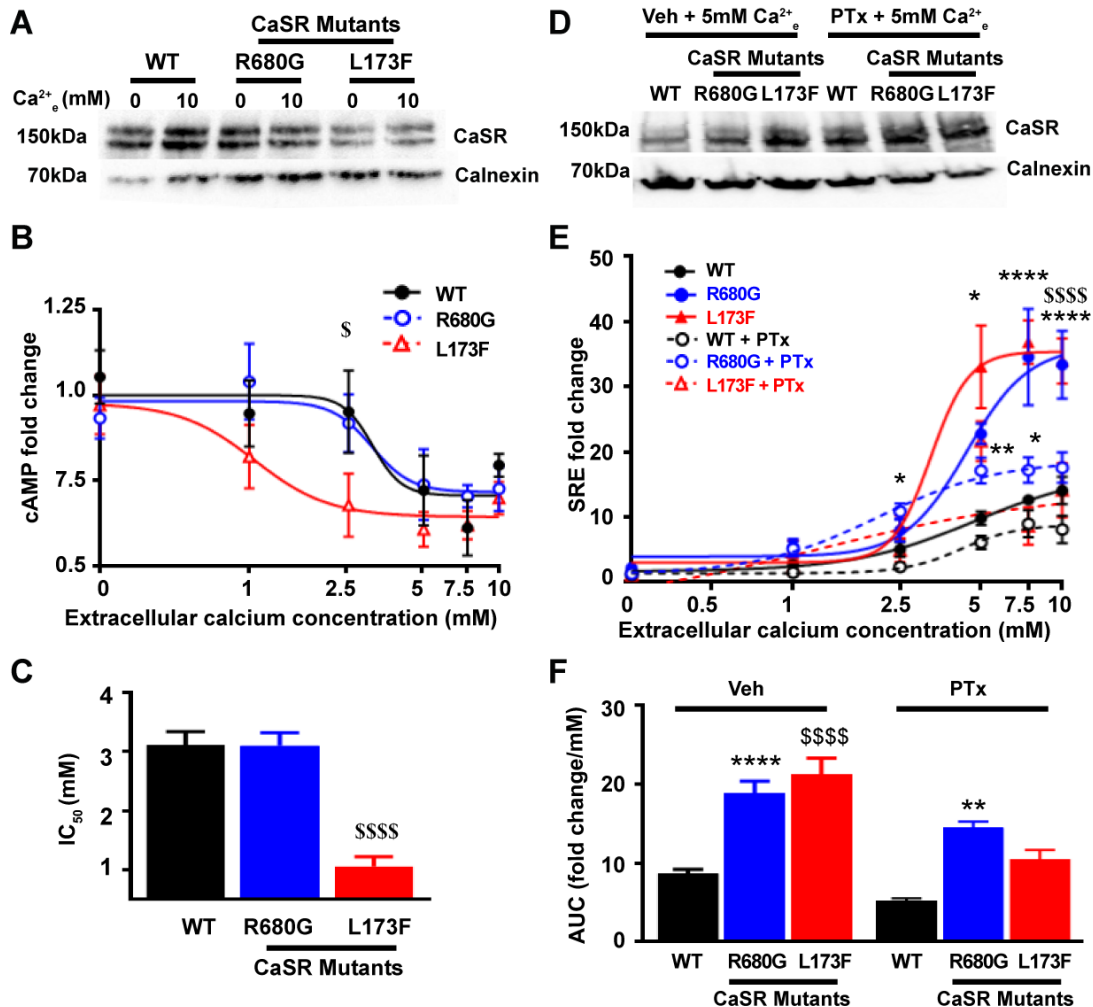 A
CaSR Mutants
WT R680G L173F
Ca²⁺ₑ (mM) 0 10 0 10 0 10
150kDa CaSR
70kDa Calnexin
B
$
WT
R680G
L173F
cAMP fold change
1.25
1.0
7.5
0.5
0 1 2.5 5 7.5 10
Extracellular calcium concentration (mM)
C
IC₅₀ (mM)
4
3
2
1
$$$$
WT R680G L173F
CaSR Mutants
D
Veh + 5mM Ca²⁺ₑ PTx + 5mM Ca²⁺ₑ
CaSR Mutants CaSR Mutants
WT R680G L173F WT R680G L173F
150kDa CaSR
70kDa Calnexin
E
WT
R680G
L173F
WT + PTx
R680G + PTx
L173F + PTx
* **** $$$$
****
* ** *
SRE fold change
50
40
30
20
10
0
0 0.5 1 2.5 5 7.5 10
Extracellular calcium concentration (mM)
F
Veh PTx
AUC (fold change/mM)
30
20
10
0
**** $$$$ **
WT R680G L173F WT R680G L173F
CaSR Mutants CaSR Mutants